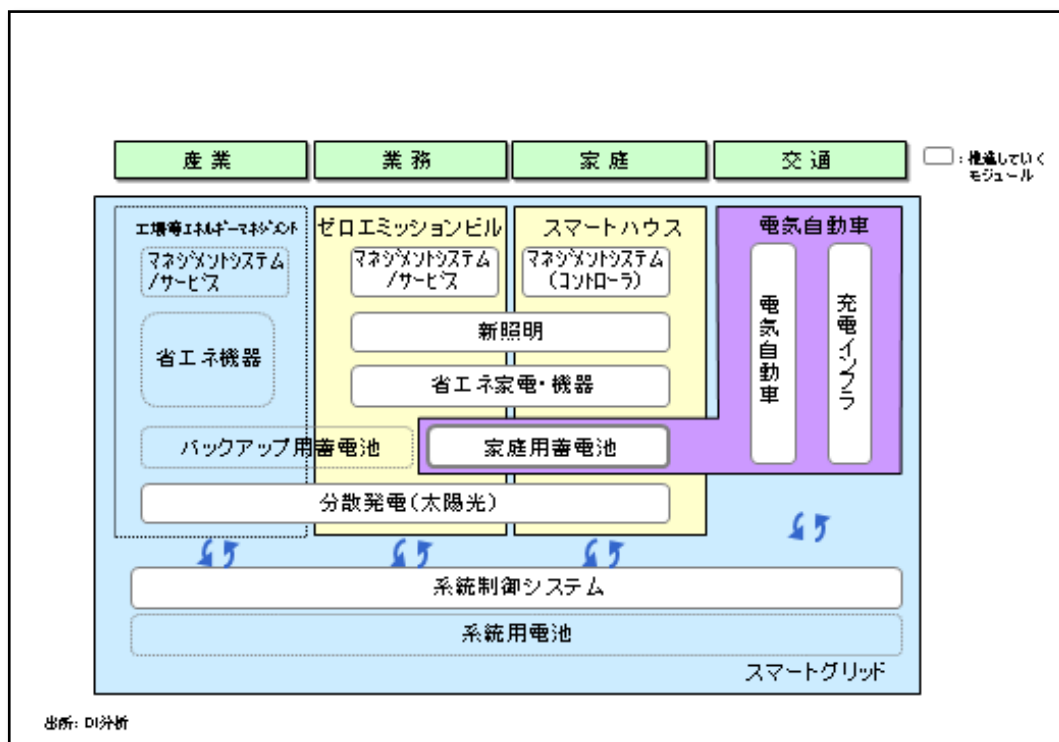 産業
業務
家庭
交通
：推進していく
モジュール
工場等エネルギーマネジメント
ゼロエミッションビル
スマートハウス
電気自動車
マネジメントシステム
/サービス
マネジメントシステム
/サービス
マネジメントシステム
(コントローラ)
電気自動車
充電インフラ
新照明
省エネ機器
省エネ家電・機器
バックアップ用蓄電池
家庭用蓄電池
分散発電(太陽光)
系統制御システム
系統用電池
スマートグリッド
出所: DI分析